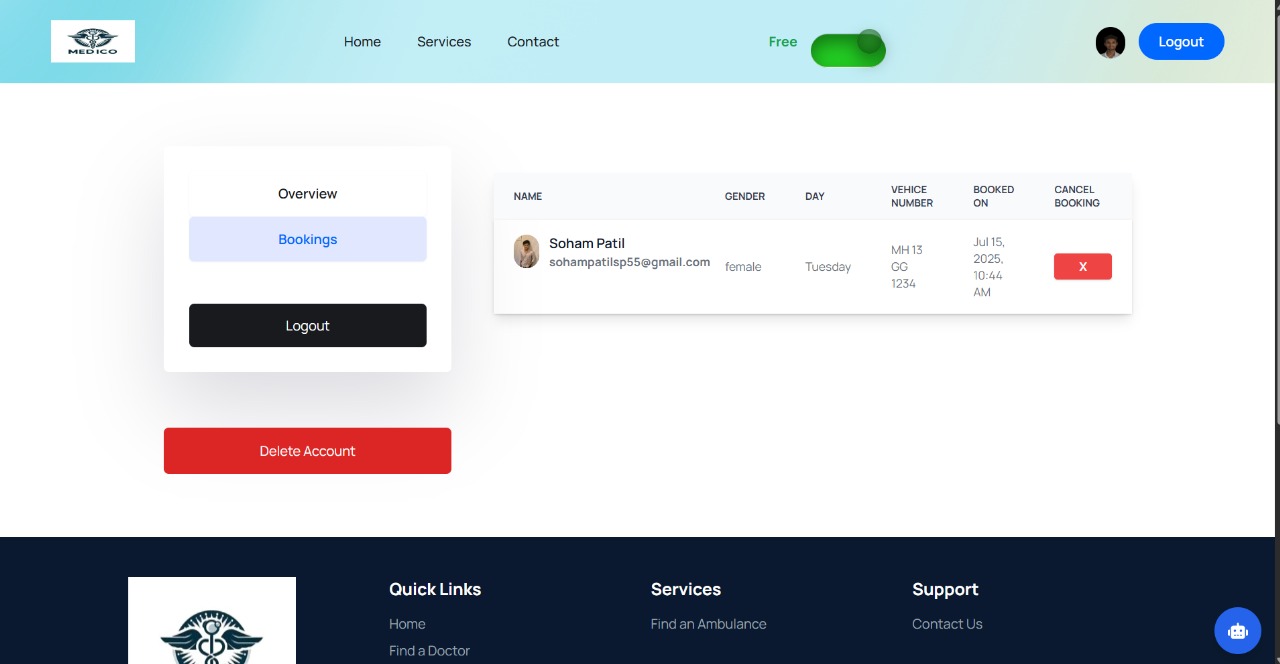 MEDICO
Home Services Contact
Free
Logout
Overview
Bookings
Logout
Delete Account
NAME GENDER DAY VEHICE NUMBER BOOKED ON CANCEL BOOKING
Soham Patil
sohampatilsp55@gmail.com
female
Tuesday
MH 13
GG
1234
Jul 15,
2025,
10:44
AM
X
Quick Links
Home
Find a Doctor
Services
Find an Ambulance
Support
Contact Us